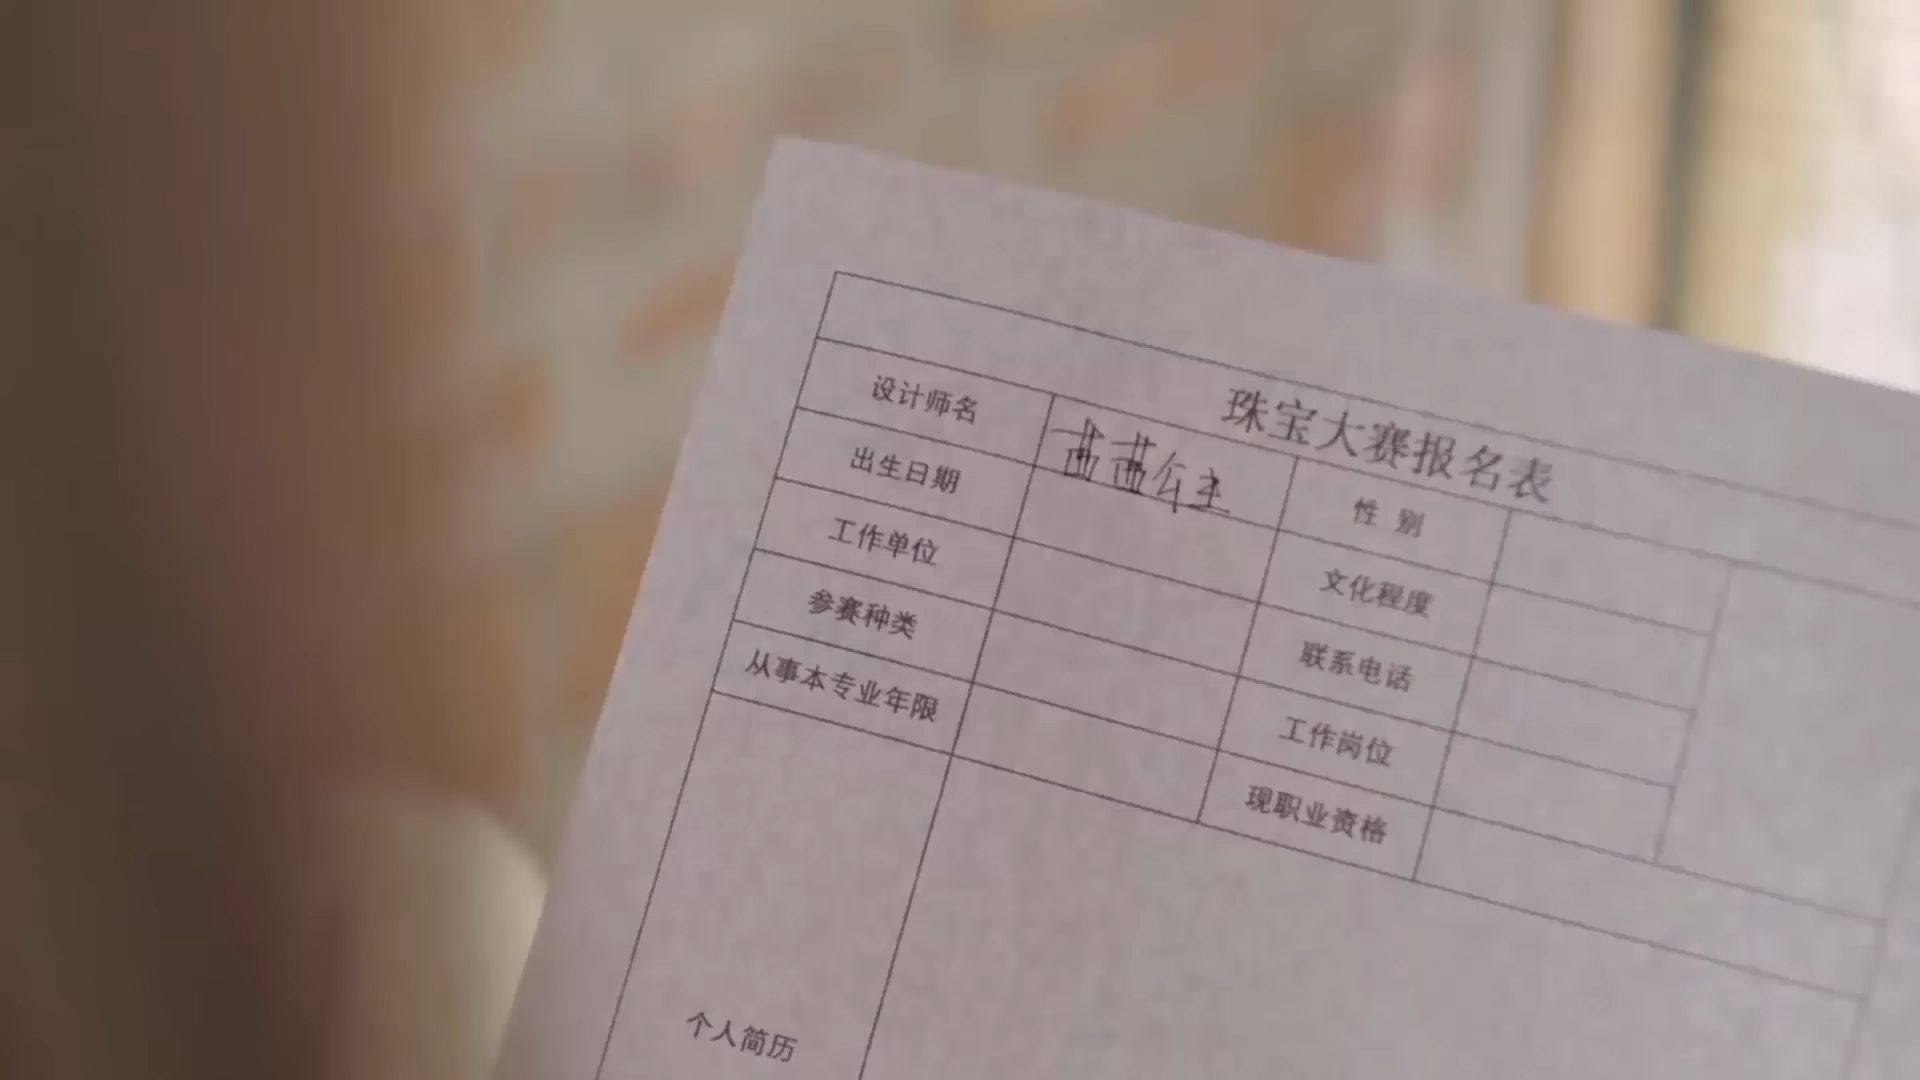 珠宝大赛报名表
设计师名 茜茜公主 性 别
出生日期 文化程度
工作单位 联系电话
参赛种类 工作岗位
从事本专业年限 现职业资格
个人简历